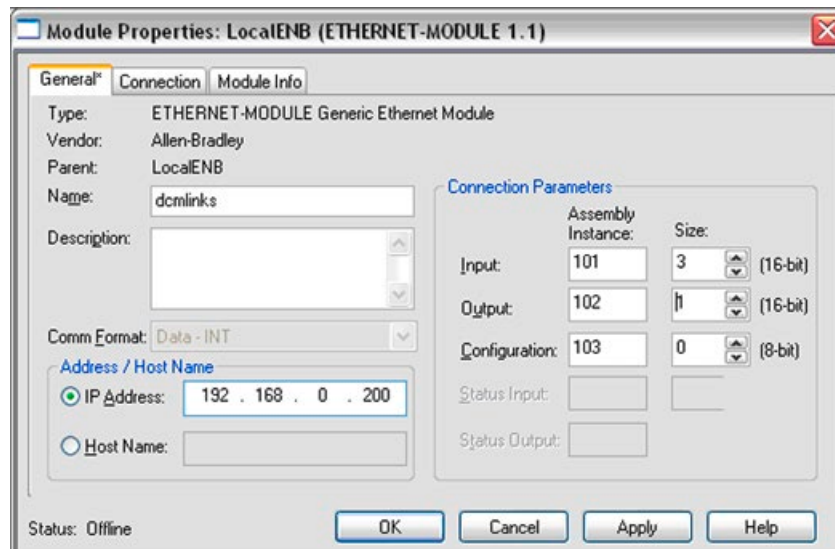 Module Properties: LocalENB (ETHERNET-MODULE 1.1)
General* Connection Module Info
Type: ETHERNET-MODULE Generic Ethernet Module
Vendor: Allen-Bradley
Parent: LocalENB
Name: dcmlinks
Description:
Comm Format: Data - INT
Address / Host Name
IP Address: 192 . 168 . 0 . 200
Host Name:
Connection Parameters
Assembly
Instance: Size:
Input: 101 3 (16-bit)
Output: 102 1 (16-bit)
Configuration: 103 0 (8-bit)
Status Input:
Status Output:
Status: Offline
OK Cancel Apply Help